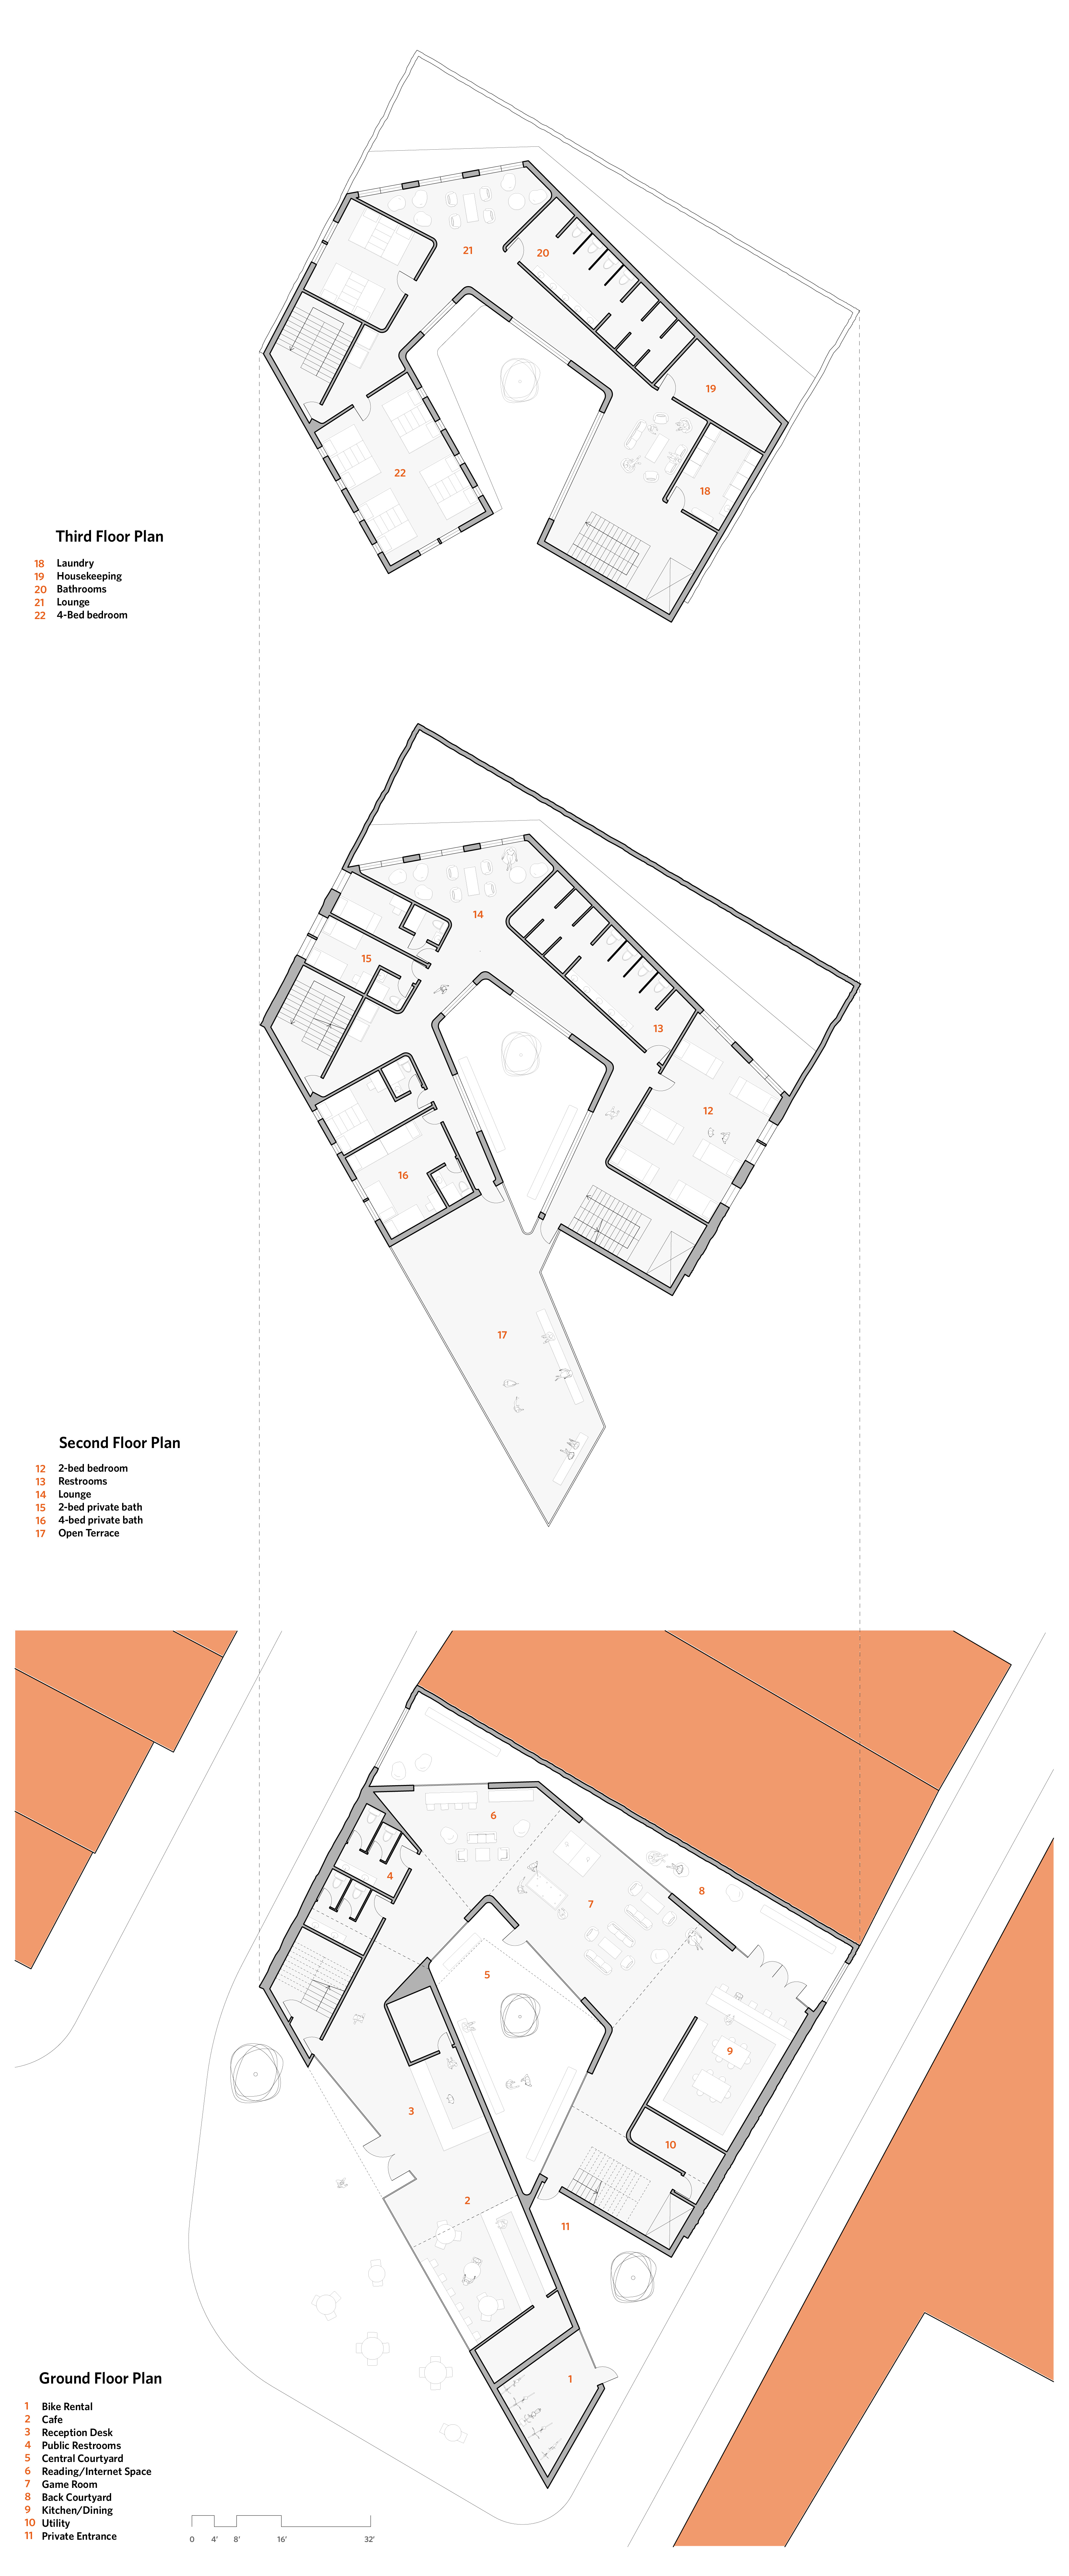 21
20
19
22
18
Third Floor Plan
18 Laundry
19 Housekeeping
20 Bathrooms
21 Lounge
22 4-Bed bedroom
14
15
13
12
16
17
Second Floor Plan
12 2-bed bedroom
13 Restrooms
14 Lounge
15 2-bed private bath
16 4-bed private bath
17 Open Terrace
6
4
7
8
5
9
3
10
2
11
1
Ground Floor Plan
1 Bike Rental
2 Cafe
3 Reception Desk
4 Public Restrooms
5 Central Courtyard
6 Reading/Internet Space
7 Game Room
8 Back Courtyard
9 Kitchen/Dining
10 Utility
11 Private Entrance
0 4' 8' 16' 32'